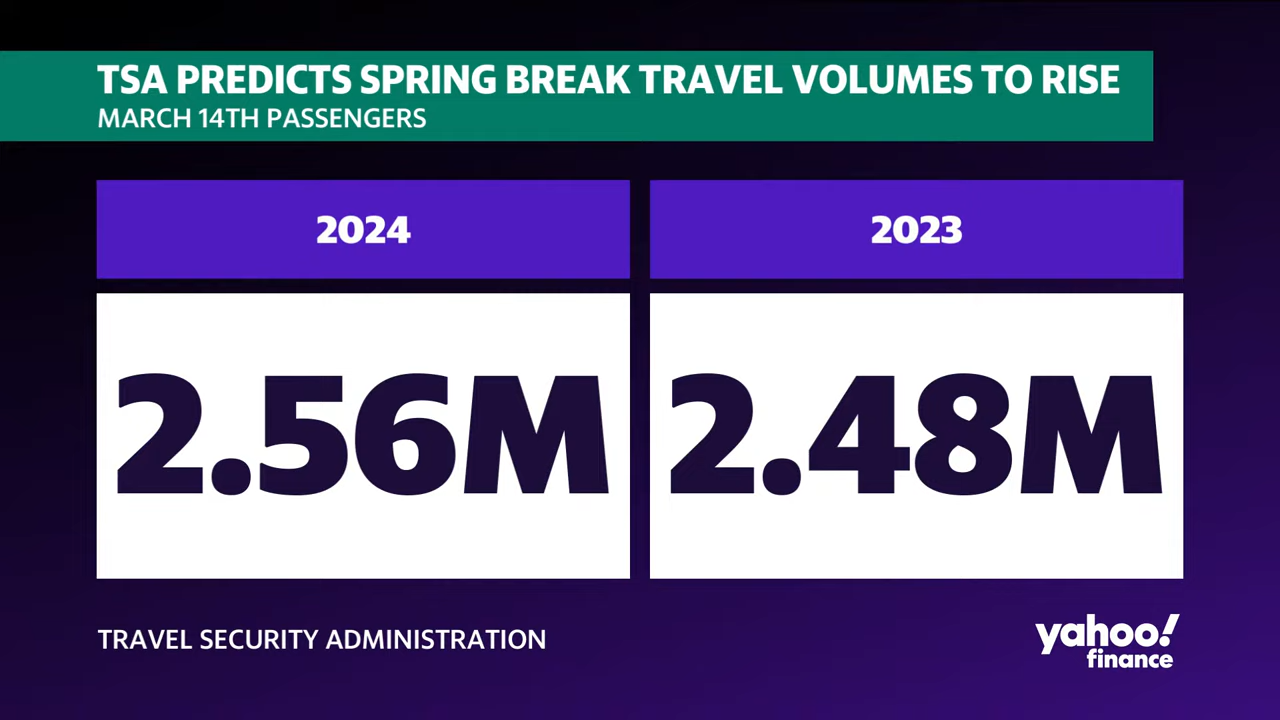 TSA PREDICTS SPRING BREAK TRAVEL VOLUMES TO RISE
MARCH 14TH PASSENGERS
2024
2023
2.56M
2.48M
TRAVEL SECURITY ADMINISTRATION
yahoo!
finance